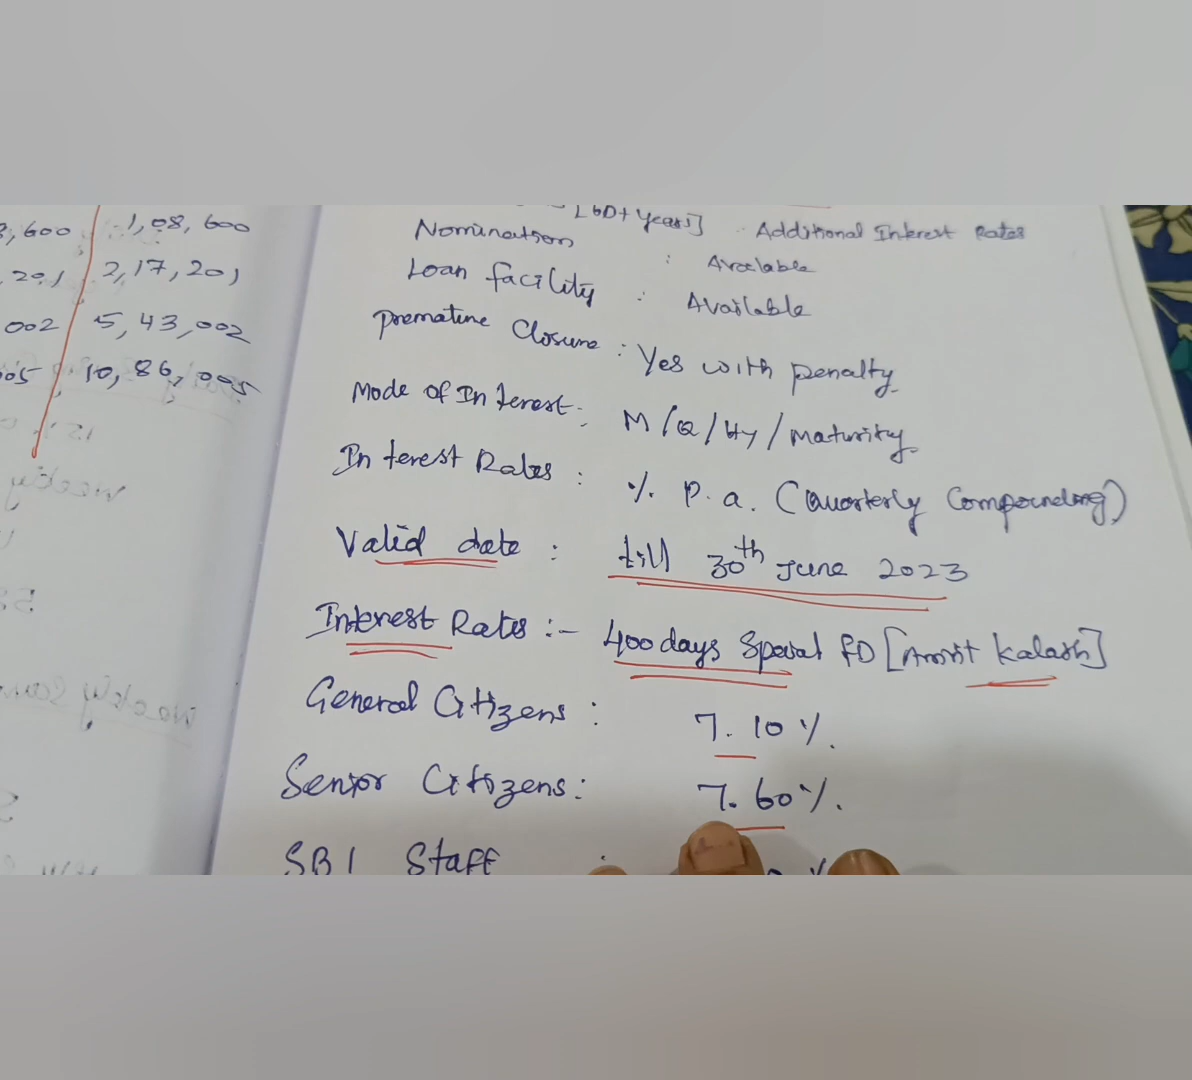 1,08,600
2,17,201
002 5,43,002
10,86,005
[60+ Years] Additional Interest Rates
Nomination : Available
Loan facility : Available
Premature Closure : Yes with penalty
Mode of Interest : M/Q/Hy/Maturity
Interest Rates : % P.a. (Quarterly Compounding)
Valid date : till 30th June 2023
Interest Rates :- 400 days Special FD [Amrit Kalash]
General Citizens : 7.10%.
Senior Citizens : 7.60%.
SBI Staff :